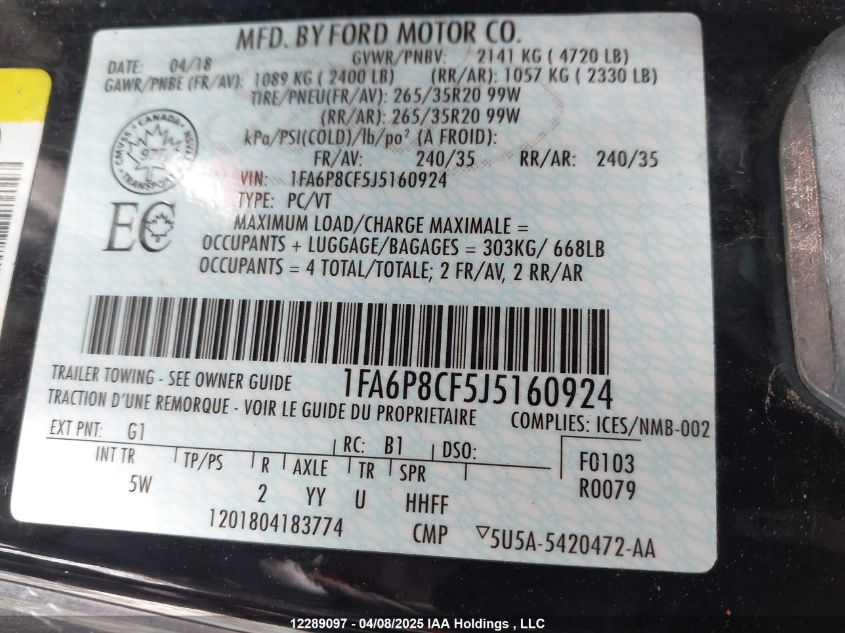 MFD. BY FORD MOTOR CO.
DATE: 04/18 GVWR/PNBV: 2141 KG ( 4720 LB)
GAWR/PNBE (FR/AV): 1089 KG ( 2400 LB) (RR/AR): 1057 KG ( 2330 LB)
TIRE/PNEU(FR/AV): 265/35R20 99W
(RR/AR): 265/35R20 99W
kPa/PSI(COLD)/lb/po² (A FROID):
FR/AV: 240/35 RR/AR: 240/35
CANADA
TRANSPORT
VIN: 1FA6P8CF5J5160924
TYPE: PC/VT
EC
MAXIMUM LOAD/CHARGE MAXIMALE =
OCCUPANTS + LUGGAGE/BAGAGES = 303KG/ 668LB
OCCUPANTS = 4 TOTAL/TOTALE; 2 FR/AV, 2 RR/AR
TRAILER TOWING - SEE OWNER GUIDE 1FA6P8CF5J5160924
TRACTION D'UNE REMORQUE - VOIR LE GUIDE DU PROPRIETAIRE COMPLIES: ICES/NMB-002
EXT PNT: G1 RC: B1 DSO: F0103
INT TR TP/PS R AXLE TR SPR R0079
5W 2 YY U HHFF
1201804183774 CMP 5U5A-5420472-AA
12289097 - 04/08/2025 IAA Holdings , LLC